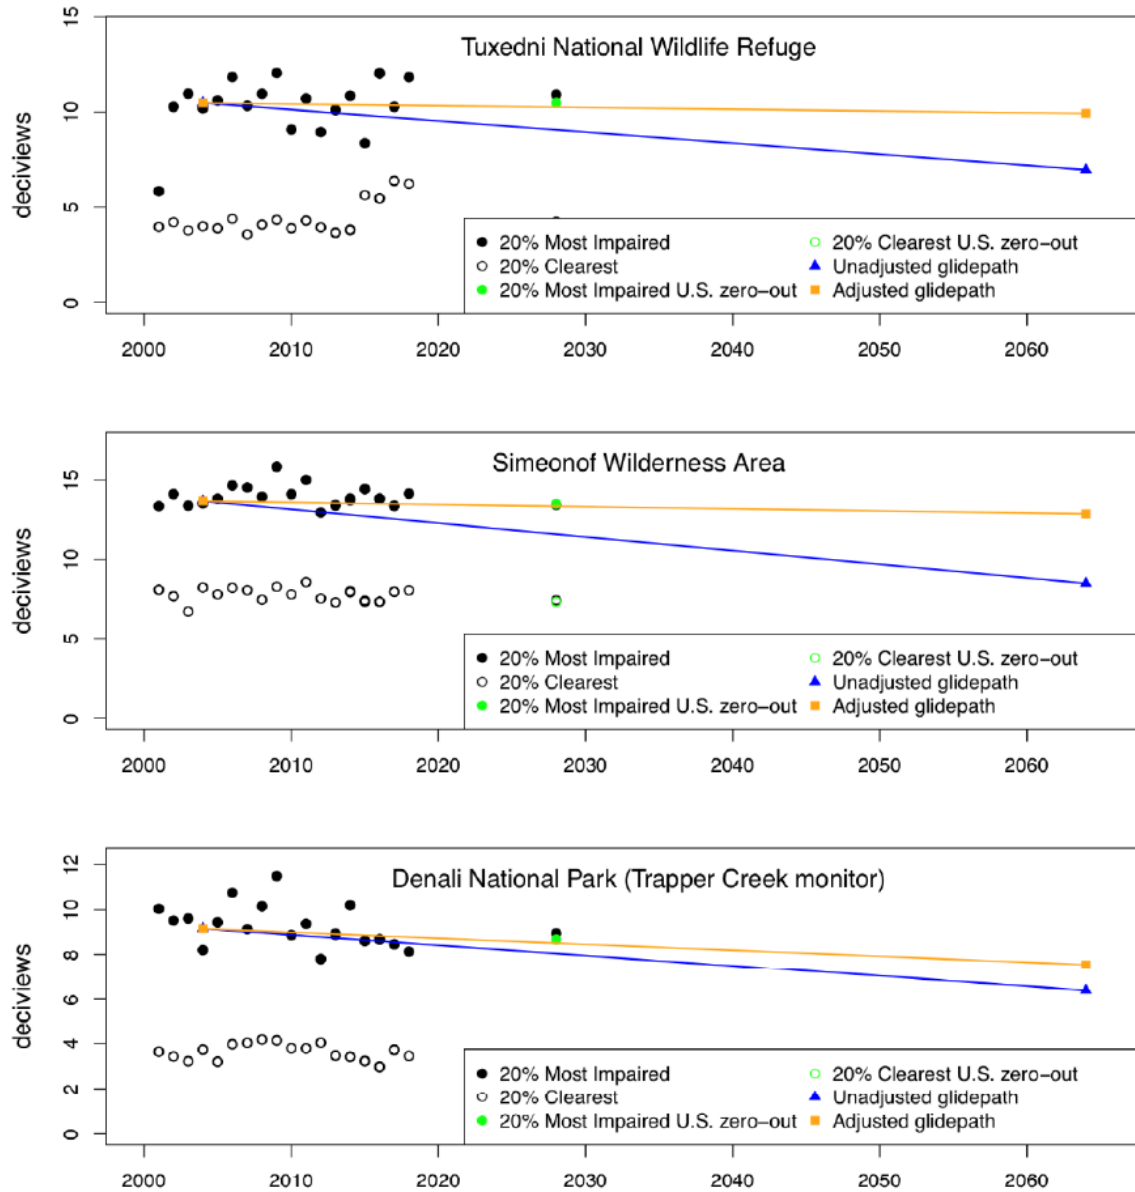 Tuxedni National Wildlife Refuge
deciviews
15
10
5
0
20% Most Impaired
20% Clearest
20% Most Impaired U.S. zero−out
20% Clearest U.S. zero−out
Unadjusted glidepath
Adjusted glidepath
2000 2010 2020 2030 2040 2050 2060
Simeonof Wilderness Area
deciviews
15
10
5
0
20% Most Impaired
20% Clearest
20% Most Impaired U.S. zero−out
20% Clearest U.S. zero−out
Unadjusted glidepath
Adjusted glidepath
2000 2010 2020 2030 2040 2050 2060
Denali National Park (Trapper Creek monitor)
deciviews
12
10
8
6
4
2
0
20% Most Impaired
20% Clearest
20% Most Impaired U.S. zero−out
20% Clearest U.S. zero−out
Unadjusted glidepath
Adjusted glidepath
2000 2010 2020 2030 2040 2050 2060